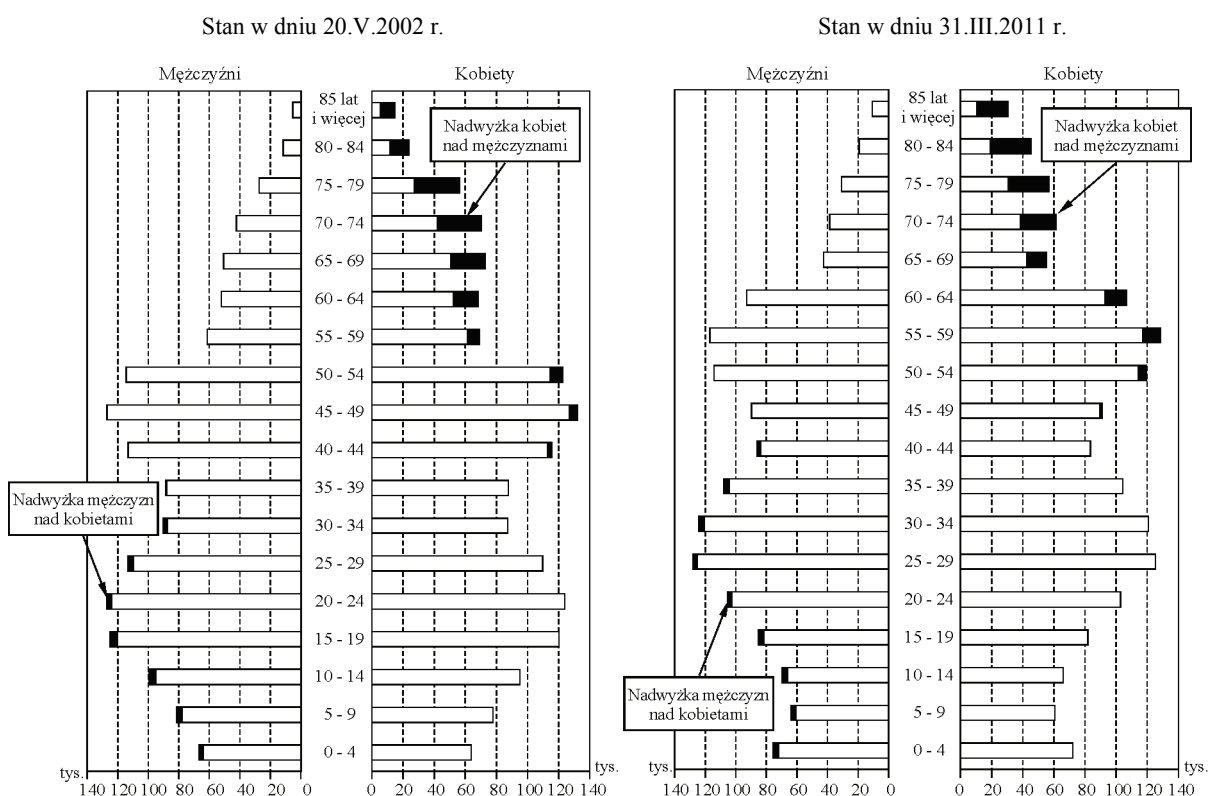 Stan w dniu 20.V.2002 r.
Mężczyźni
Kobiety
85 lat
i więcej
80 - 84
75 - 79
70 - 74
65 - 69
60 - 64
55 - 59
50 - 54
45 - 49
40 - 44
35 - 39
30 - 34
25 - 29
20 - 24
15 - 19
10 - 14
5 - 9
0 - 4
Nadwyżka kobiet
nad mężczyznami
Nadwyżka mężczyzn
nad kobietami
tys.
140 120 100 80 60 40 20 0
0 20 40 60 80 100 120 140
tys.
Stan w dniu 31.III.2011 r.
Mężczyźni
Kobiety
85 lat
i więcej
80 - 84
75 - 79
70 - 74
65 - 69
60 - 64
55 - 59
50 - 54
45 - 49
40 - 44
35 - 39
30 - 34
25 - 29
20 - 24
15 - 19
10 - 14
5 - 9
0 - 4
Nadwyżka kobiet
nad mężczyznami
Nadwyżka mężczyzn
nad kobietami
tys.
140 120 100 80 60 40 20 0
0 20 40 60 80 100 120 140
tys.